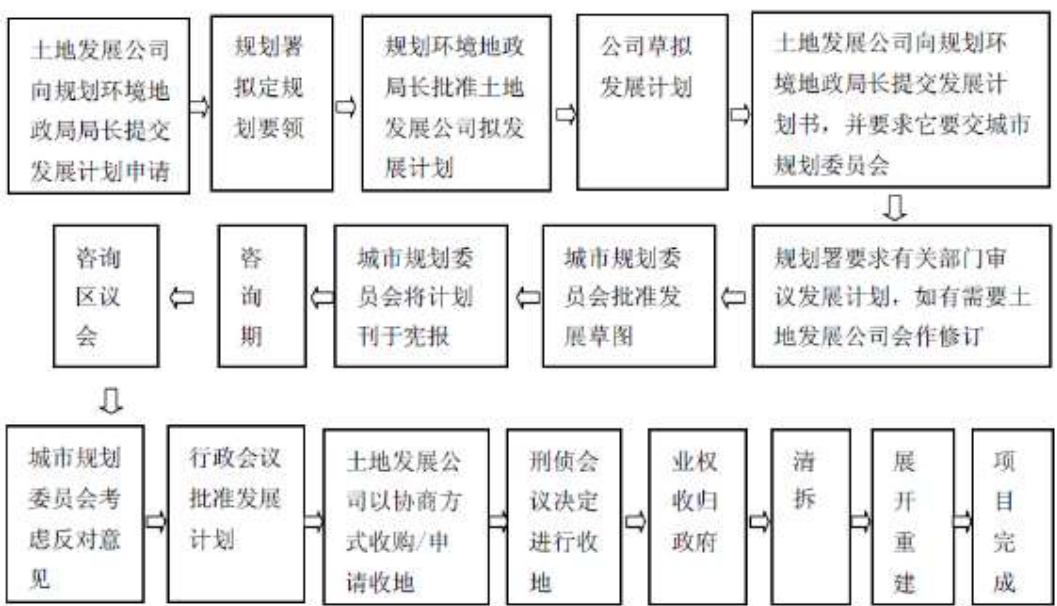 土地发展公司
向规划环境地
政局局长提交
发展计划申请
规划署
拟定规
划要领
规划环境地政
局长批准土地
发展公司拟发
展计划
公司草拟
发展计划
土地发展公司向规划环
境地政局长提交发展计
划书，并要求它要交城市
规划委员会
规划署要求有关部门审
议发展计划，如有需要土
地发展公司会作修订
城市规划委
员会批准发
展草图
城市规划委
员会将计划
刊于宪报
咨
询
期
咨询
区议
会
城市规划
委员会考
虑反对意
见
行政会议
批准发展
计划
土地发展公
司以协商方
式收购/申
请收地
刑侦会
议决定
进行收
地
业权
收归
政府
清
拆
展
开
重
建
项
目
完
成